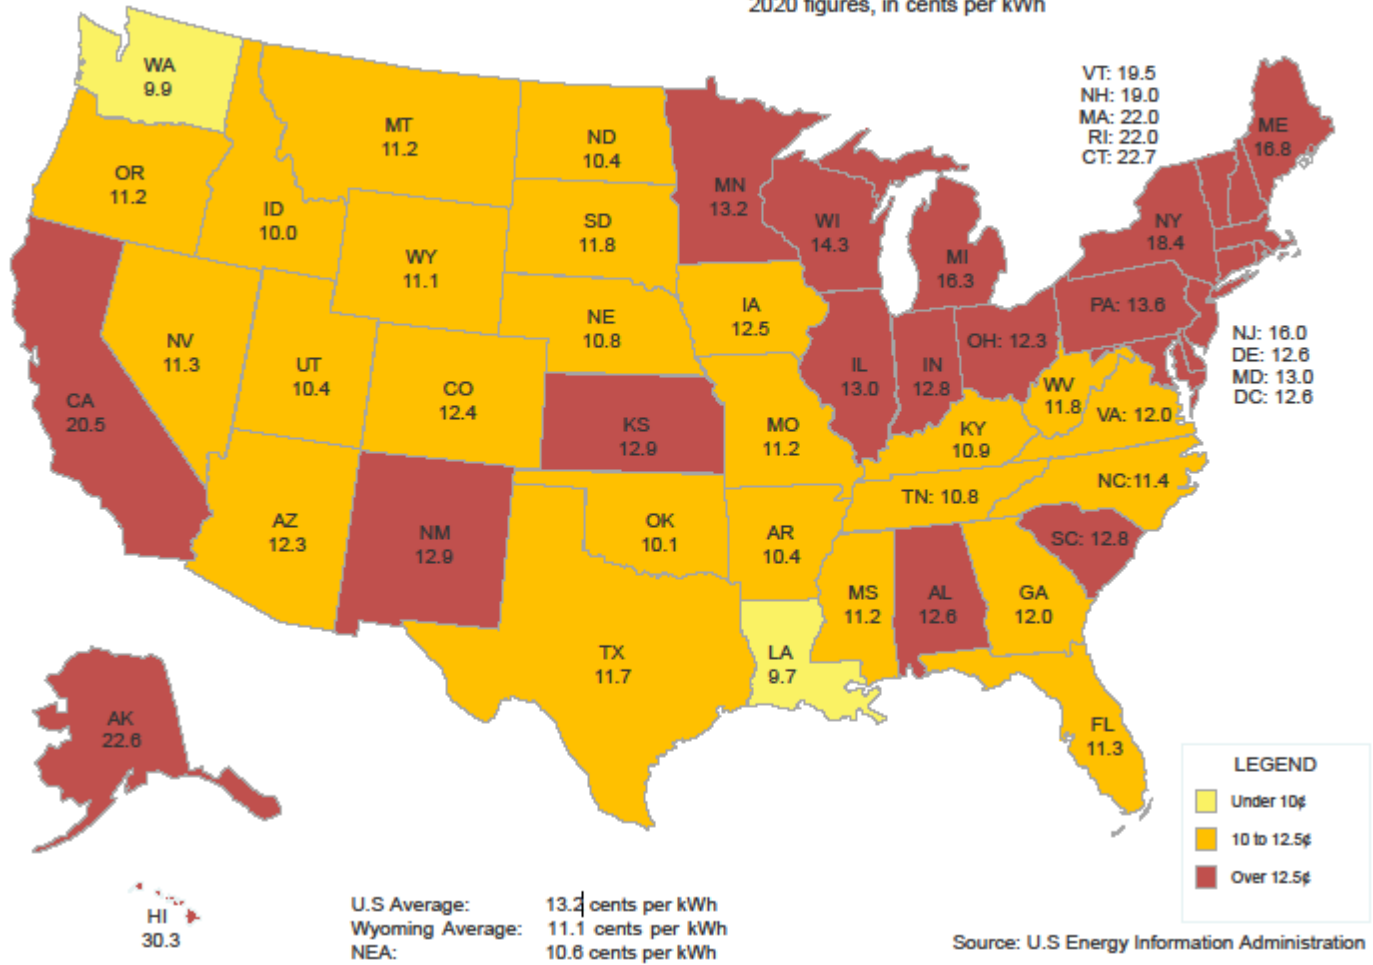 2020 figures, in cents per kWh
WA
9.9
MT
11.2
ND
10.4
OR
11.2
ID
10.0
WY
11.1
SD
11.8
MN
13.2
WI
14.3
MI
16.3
VT: 19.5
NH: 19.0
MA: 22.0
RI: 22.0
CT: 22.7
ME
16.8
NY
18.4
PA: 13.6
NJ: 16.0
DE: 12.6
MD: 13.0
DC: 12.6
NV
11.3
UT
10.4
CO
12.4
NE
10.8
IA
12.5
IL
13.0
IN
12.8
OH: 12.3
WV
11.8
VA: 12.0
CA
20.5
KS
12.9
MO
11.2
KY
10.9
TN: 10.8
NC:11.4
AZ
12.3
NM
12.9
OK
10.1
AR
10.4
SC: 12.8
MS
11.2
AL
12.6
GA
12.0
TX
11.7
LA
9.7
FL
11.3
AK
22.6
HI
30.3
LEGEND
Under 10¢
10 to 12.5¢
Over 12.5¢
U.S Average: 13.2 cents per kWh
Wyoming Average: 11.1 cents per kWh
NEA: 10.6 cents per kWh
Source: U.S Energy Information Administration